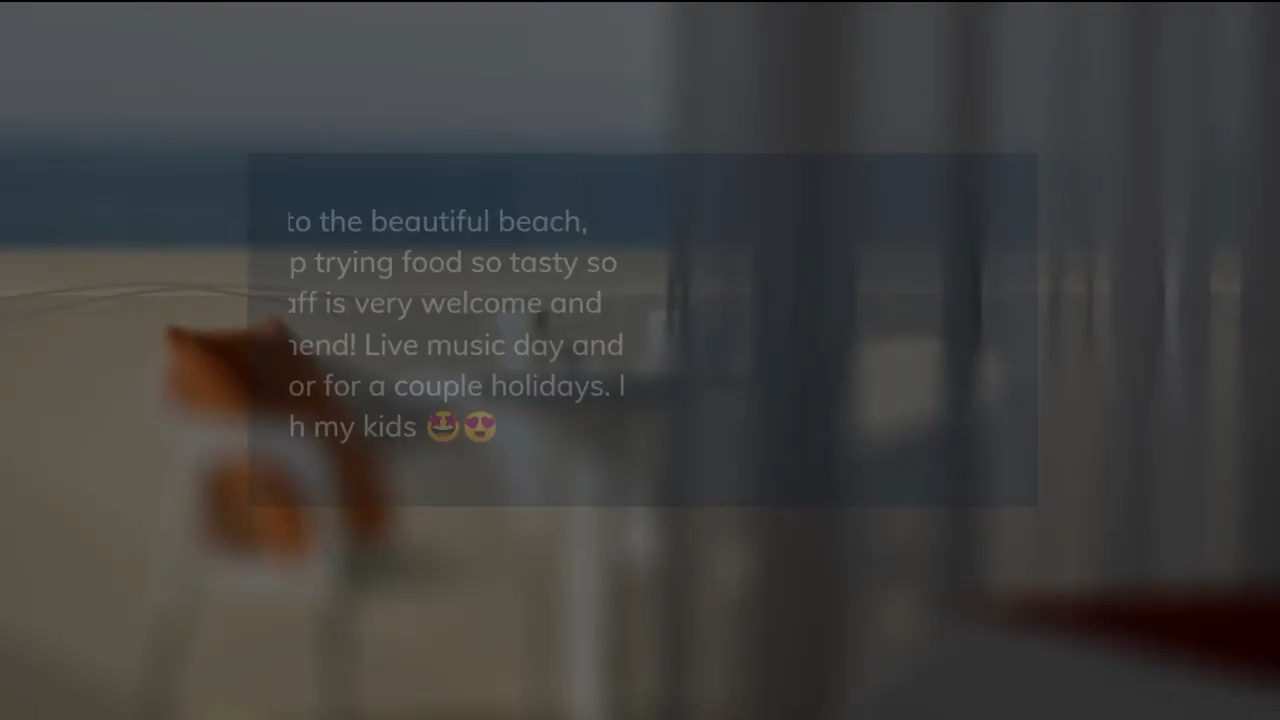 to the beautiful beach,
trying food so tasty so
is very welcome and
Live music day and
or for a couple holidays. I
my kids 🤩😍